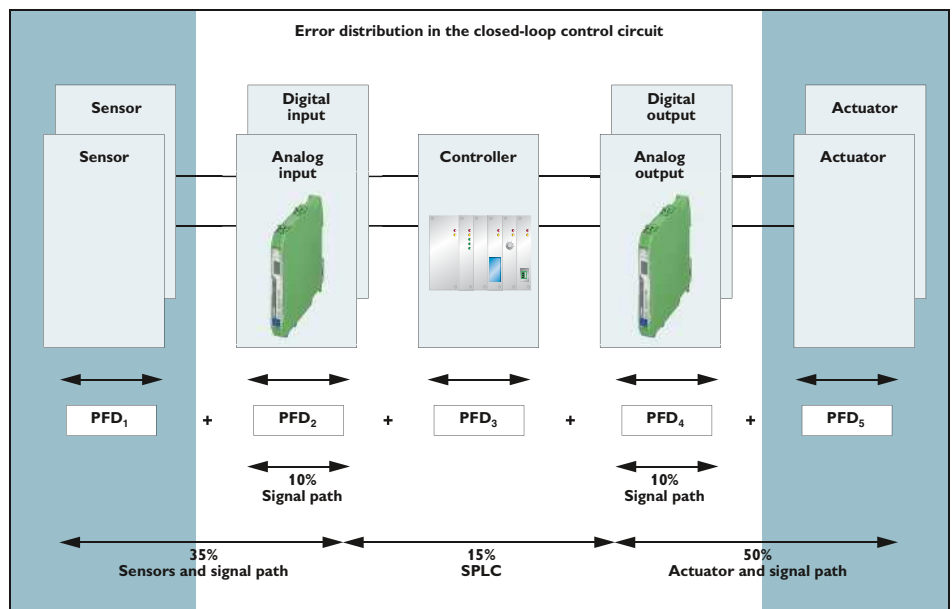 Error distribution in the closed-loop control circuit
Sensor
Digital
input
Digital
output
Actuator
Sensor
Analog
input
Controller
Analog
output
Actuator
PFD₁ + PFD₂ + PFD₃ + PFD₄ + PFD₅
10%
Signal path
10%
Signal path
35%
Sensors and signal path
15%
SPLC
50%
Actuator and signal path